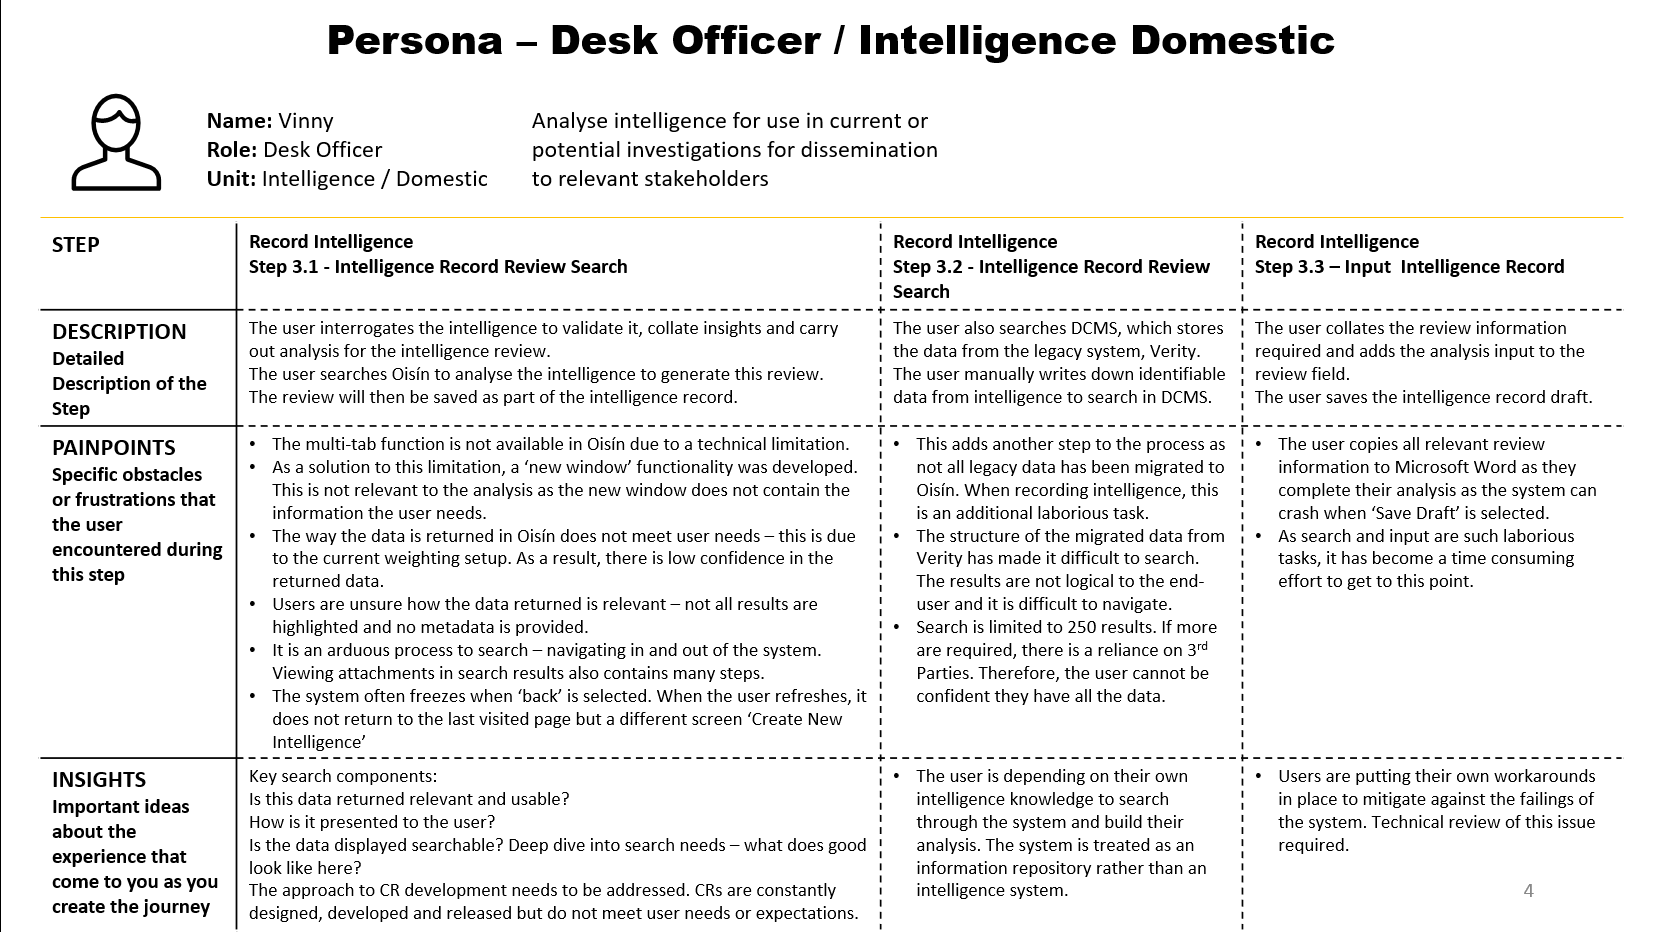 Persona – Desk Officer / Intelligence Domestic
Name: Vinny
Role: Desk Officer
Unit: Intelligence / Domestic
Analyse intelligence for use in current or
potential investigations for dissemination
to relevant stakeholders
STEP
Record Intelligence
Step 3.1 - Intelligence Record Review Search
Record Intelligence
Step 3.2 - Intelligence Record Review
Search
Record Intelligence
Step 3.3 – Input  Intelligence Record
DESCRIPTION
Detailed
Description of the
Step
The user interrogates the intelligence to validate it, collate insights and carry
out analysis for the intelligence review.
The user searches Oisín to analyse the intelligence to generate this review.
The review will then be saved as part of the intelligence record.
The user also searches DCMS, which stores
the data from the legacy system, Verity.
The user manually writes down identifiable
data from intelligence to search in DCMS.
The user collates the review information
required and adds the analysis input to the
review field.
The user saves the intelligence record draft.
PAINPOINTS
Specific obstacles
or frustrations that
the user
encountered during
this step
• The multi-tab function is not available in Oisín due to a technical limitation.
• As a solution to this limitation, a ‘new window’ functionality was developed.
This is not relevant to the analysis as the new window does not contain the
information the user needs.
• The way the data is returned in Oisín does not meet user needs – this is due
to the current weighting setup. As a result, there is low confidence in the
returned data.
• Users are unsure how the data returned is relevant – not all results are
highlighted and no metadata is provided.
• It is an arduous process to search – navigating in and out of the system.
Viewing attachments in search results also contains many steps.
• The system often freezes when ‘back’ is selected. When the user refreshes, it
does not return to the last visited page but a different screen ‘Create New
Intelligence’
• This adds another step to the process as
not all legacy data has been migrated to
Oisín. When recording intelligence, this
is an additional laborious task.
• The structure of the migrated data from
Verity has made it difficult to search.
The results are not logical to the end-
user and it is difficult to navigate.
• Search is limited to 250 results. If more
are required, there is a reliance on 3rd
Parties. Therefore, the user cannot be
confident they have all the data.
• The user copies all relevant review
information to Microsoft Word as they
complete their analysis as the system can
crash when ‘Save Draft’ is selected.
• As search and input are such laborious
tasks, it has become a time consuming
effort to get to this point.
INSIGHTS
Important ideas
about the
experience that
come to you as you
create the journey
Key search components:
Is this data returned relevant and usable?
How is it presented to the user?
Is the data displayed searchable? Deep dive into search needs – what does good
look like here?
The approach to CR development needs to be addressed. CRs are constantly
designed, developed and released but do not meet user needs or expectations.
• The user is depending on their own
intelligence knowledge to search
through the system and build their
analysis. The system is treated as an
information repository rather than an
intelligence system.
• Users are putting their own workarounds
in place to mitigate against the failings of
the system. Technical review of this issue
required.
4